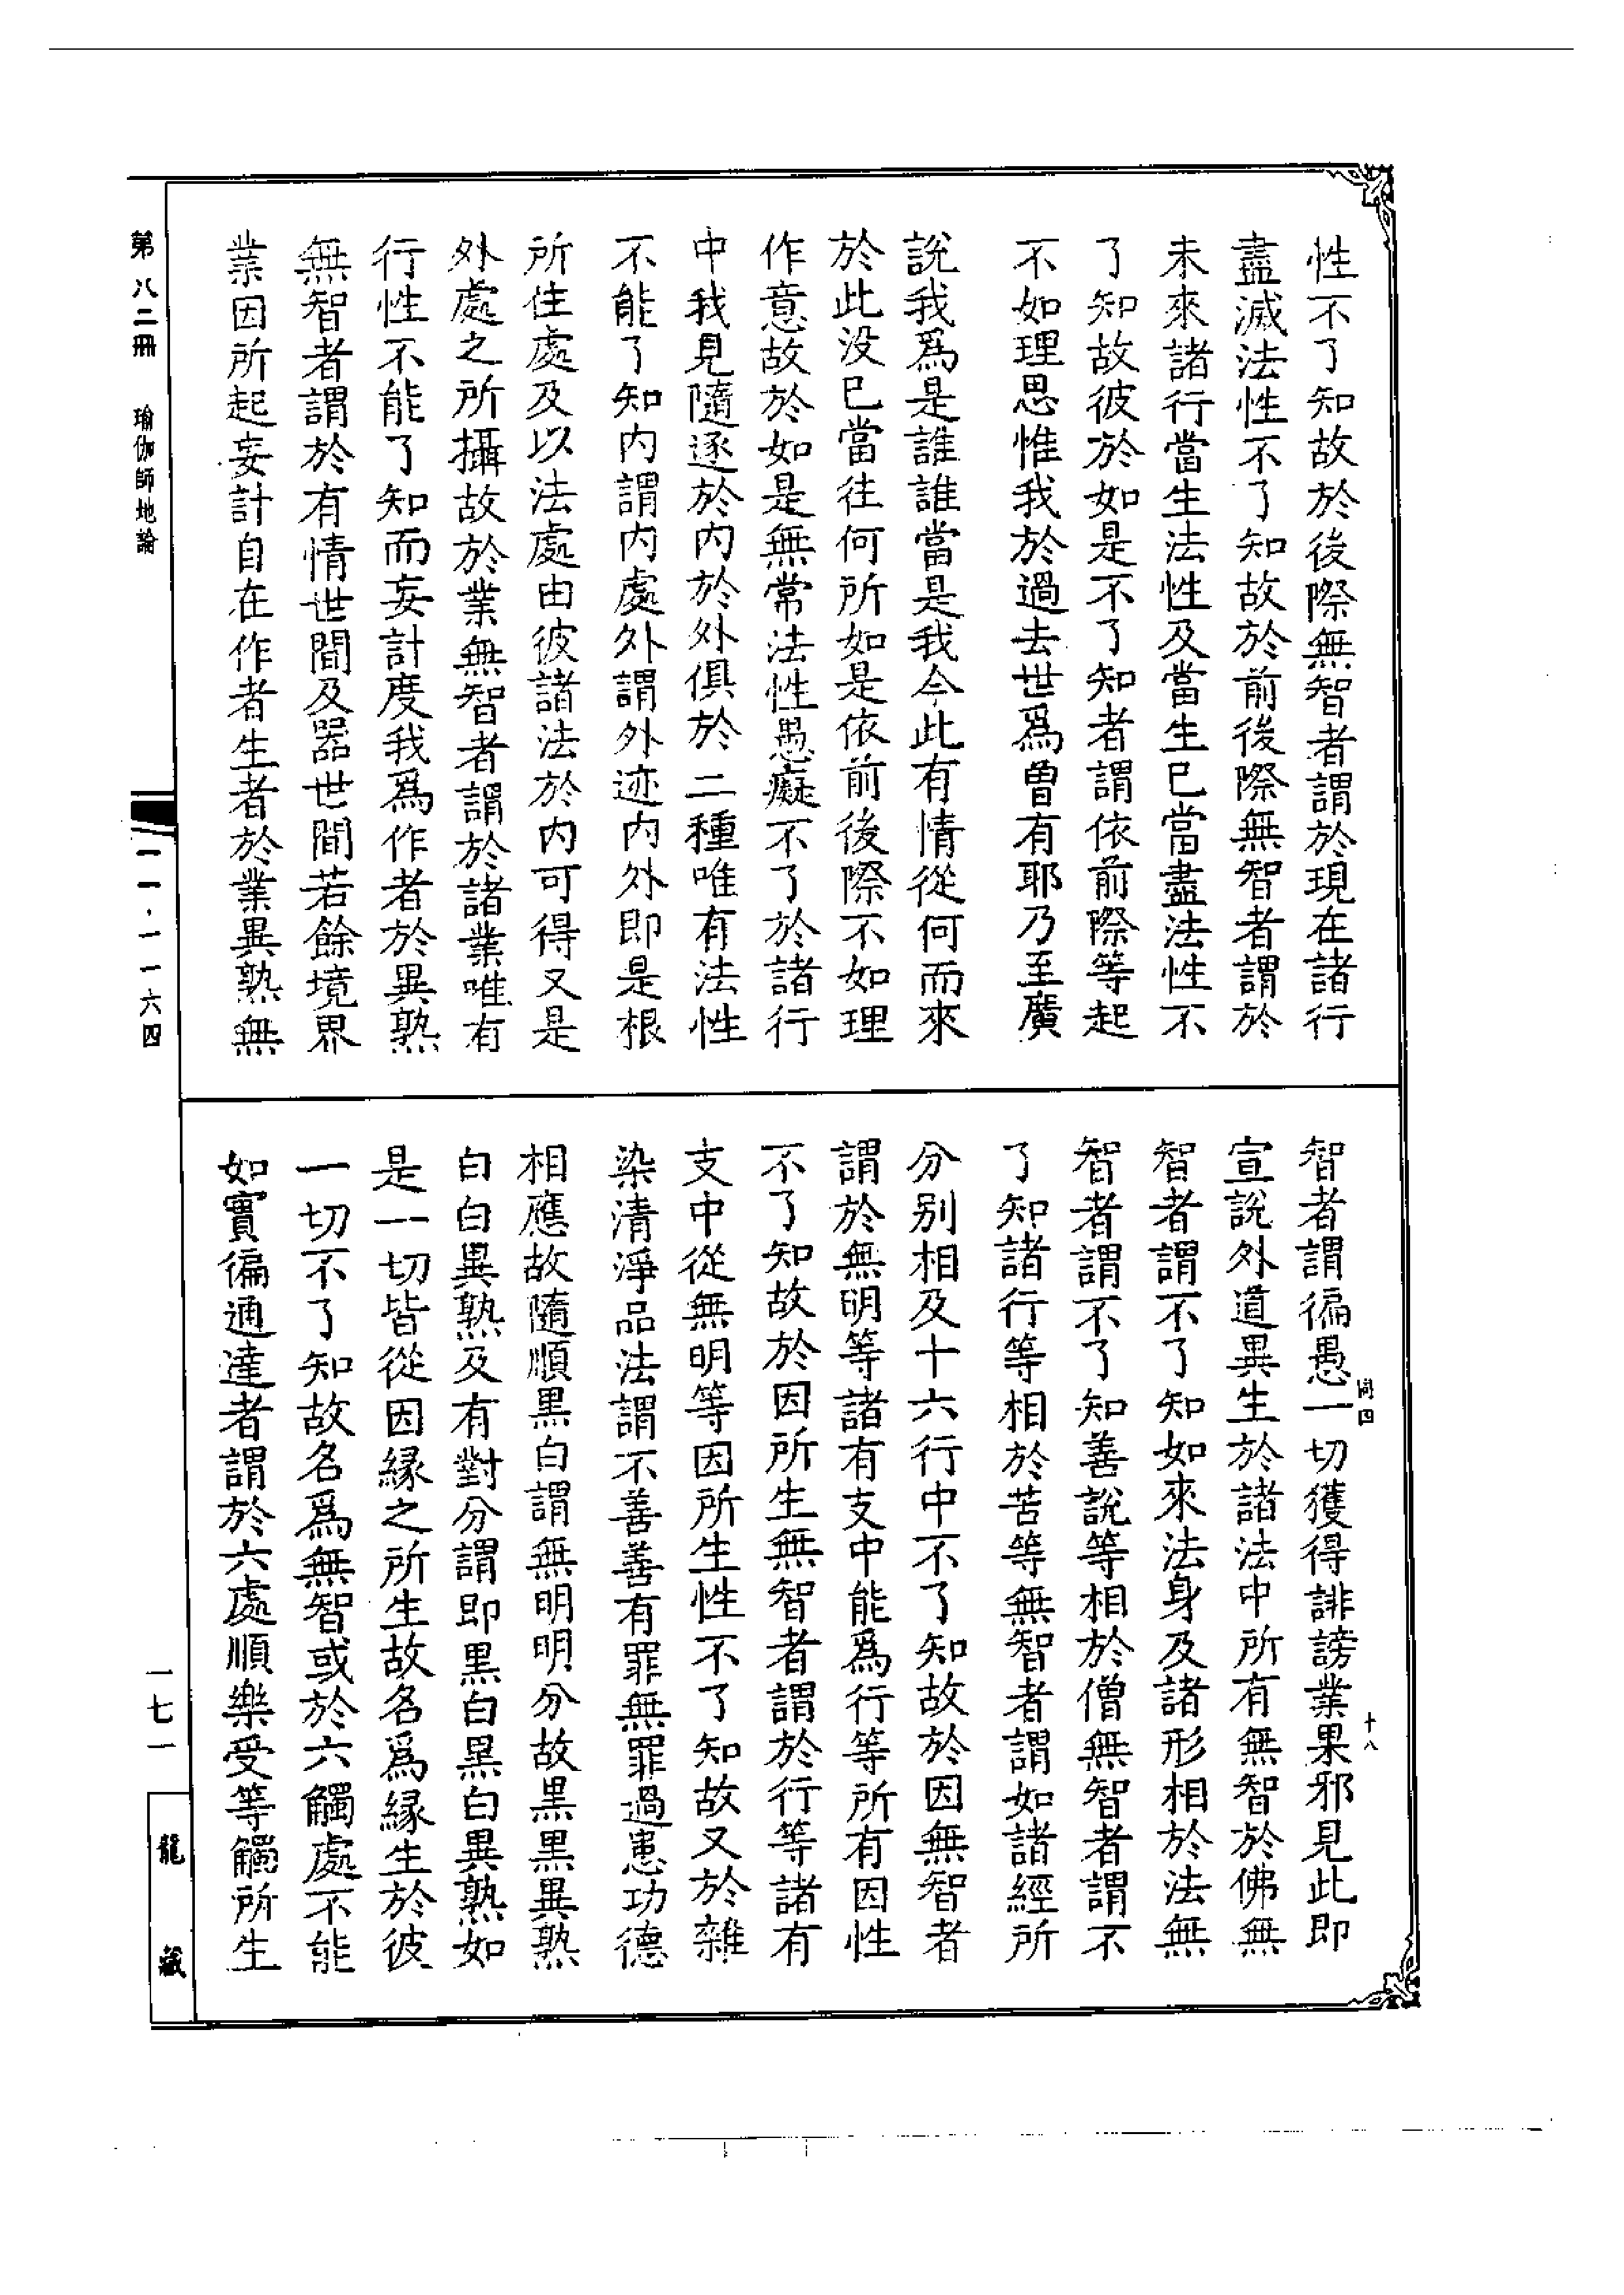 性不了知故於後際無智者謂於現在諸行
盡滅法性不了知故於前後際無智者謂於
未來諸行當生法性及當生已當盡法性不
了知故彼於如是不了知者謂依前際等起
不如理思惟我於過去世爲曾有耶乃至廣
說我爲是誰誰當是我今此有情從何而來
於此没已當往何所如是依前後際不如理
作意故於如是無常法性愚癡不了於諸行
中我見隨逐於内於外俱於二種唯有法性
不能了知内謂内處外謂外迹内外即是根
所住處及以法處由彼諸法於内可得又是
外處之所攝故於業無智者謂於諸業唯有
行性不能了知而妄計度我爲作者於異熟
無智者謂於有情世間及器世間若餘境界
業因所起妄計自在作者生者於業異熟無
智者謂徧愚一切獲得誹謗業果邪見此即
宣說外道異生於諸法中所有無智於佛無
智者謂不了知如來法身及諸形相於法無
智者謂不了知善說等相於僧無智者謂不
了知諸行等相於苦等無智者謂如諸經所
分别相及十六行中不了知故於因無智者
謂於無明等諸有支中能爲行等所有因性
不了知故於因所生無智者謂於行等諸有
支中從無明等因所生性不了知故又於雜
染清淨品法謂不善善有罪無罪過患功德
相應故隨順黒白謂無明明分故黒黒異熟
白白異熟及有對分謂即黒白黒白異熟如
是一切皆從因縁之所生故名爲縁生於彼
一切不了知故名爲無智或於六觸處不能
如實徧通達者謂於六處順樂受等觸所生
同四
十八
第八二冊 瑜伽師地論
一一·一一六四
一七一
龍藏